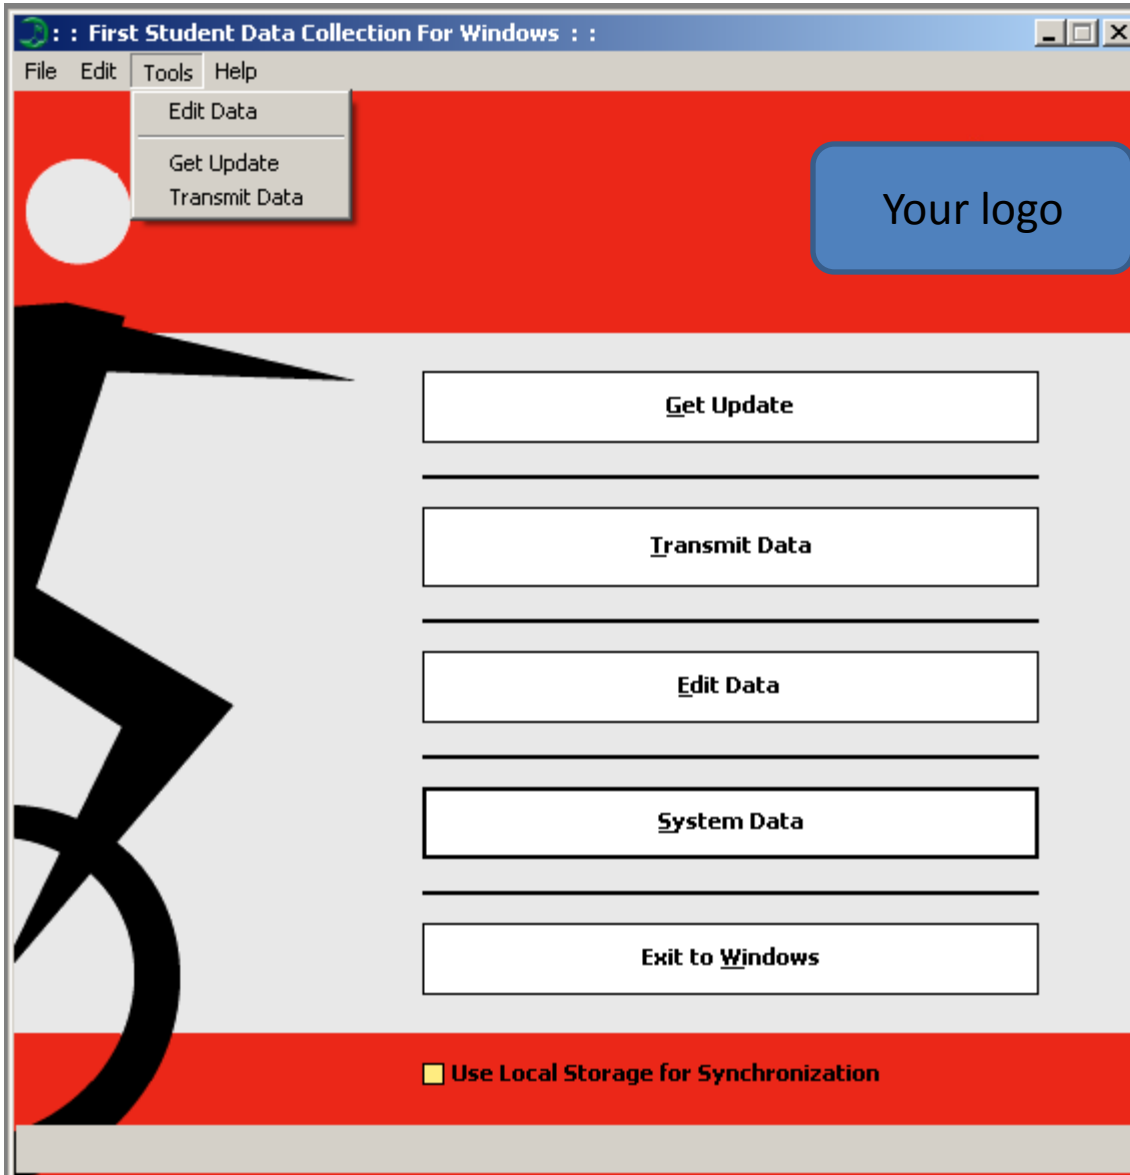 : : First Student Data Collection For Windows : :
File Edit Tools Help
Edit Data
Get Update
Transmit Data
Your logo
Get Update
Transmit Data
Edit Data
System Data
Exit to Windows
Use Local Storage for Synchronization